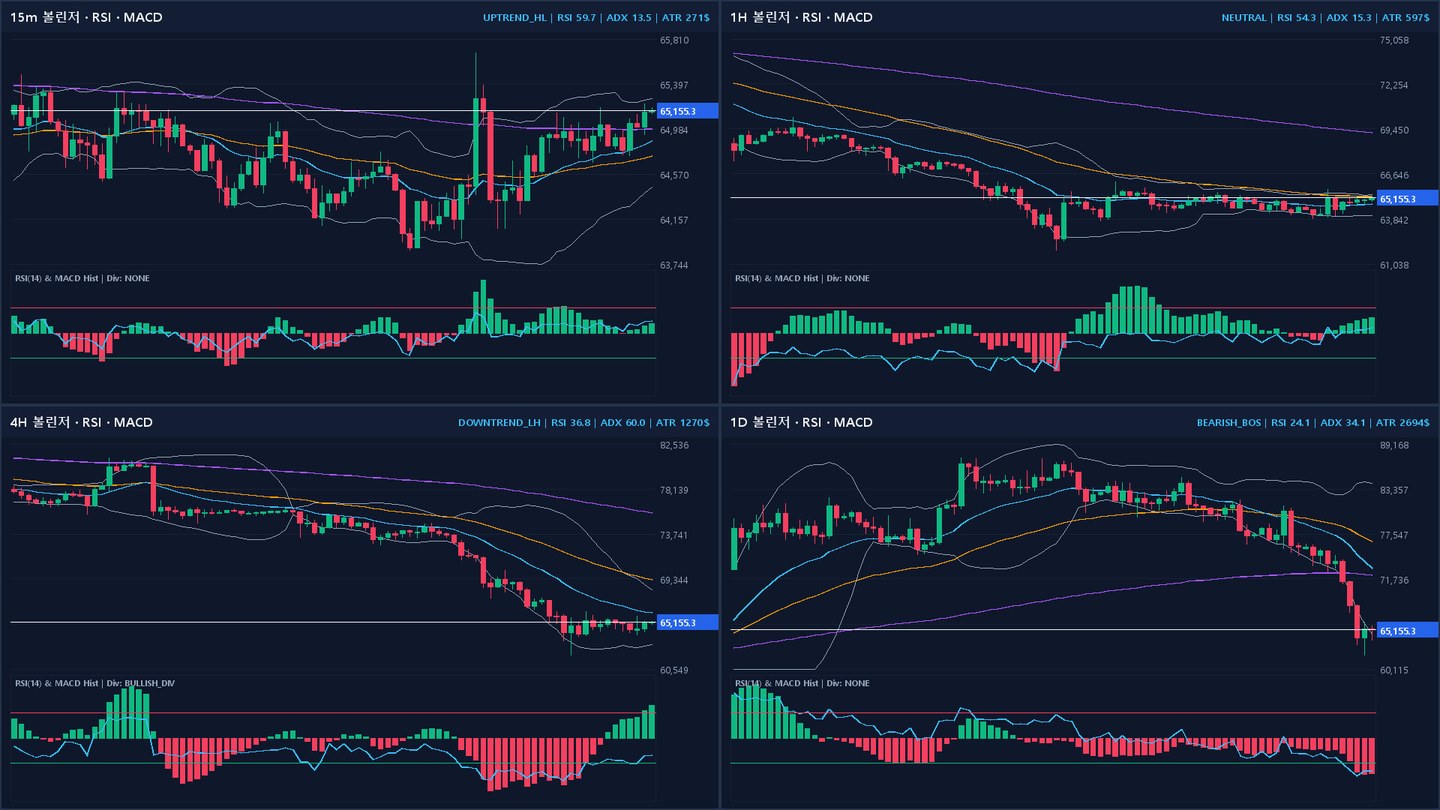 15m 볼린저 · RSI · MACD
UPTREND_HL | RSI 59.7 | ADX 13.5 | ATR 271$
65,810
65,397
65,155.3
64,984
64,570
64,157
63,744
RSI(14) & MACD Hist | Div: NONE
1H 볼린저 · RSI · MACD
NEUTRAL | RSI 54.3 | ADX 15.3 | ATR 597$
75,058
72,254
69,450
66,646
65,155.3
63,842
61,038
RSI(14) & MACD Hist | Div: NONE
4H 볼린저 · RSI · MACD
DOWNTREND_LH | RSI 36.8 | ADX 60.0 | ATR 1270$
82,536
78,139
73,741
69,344
65,155.3
60,549
RSI(14) & MACD Hist | Div: BULLISH_DIV
1D 볼린저 · RSI · MACD
BEARISH_BOS | RSI 24.1 | ADX 34.1 | ATR 2694$
89,168
83,357
77,547
71,736
65,155.3
60,115
RSI(14) & MACD Hist | Div: NONE